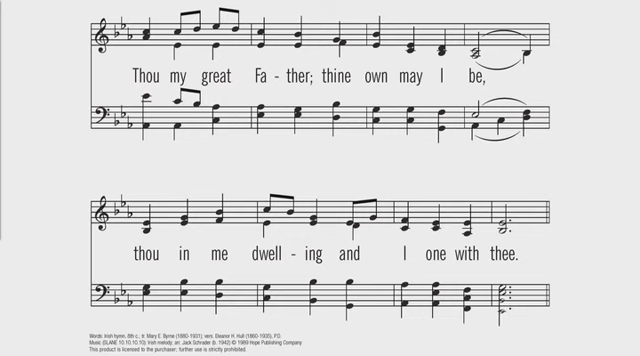 Thou my great Fa - ther; thine own may I be,
thou in me dwell - ing and I one with thee.
Words: Irish hymn, 8th c.; tr. Mary E. Byrne (1880-1931); vers. Eleanor H. Hull (1860-1935), P.D.
Music (SLANE 10.10.10.10): Irish melody; arr. Jack Schrader (b. 1942) © 1989 Hope Publishing Company
This product is licensed to the purchaser; further use is strictly prohibited.